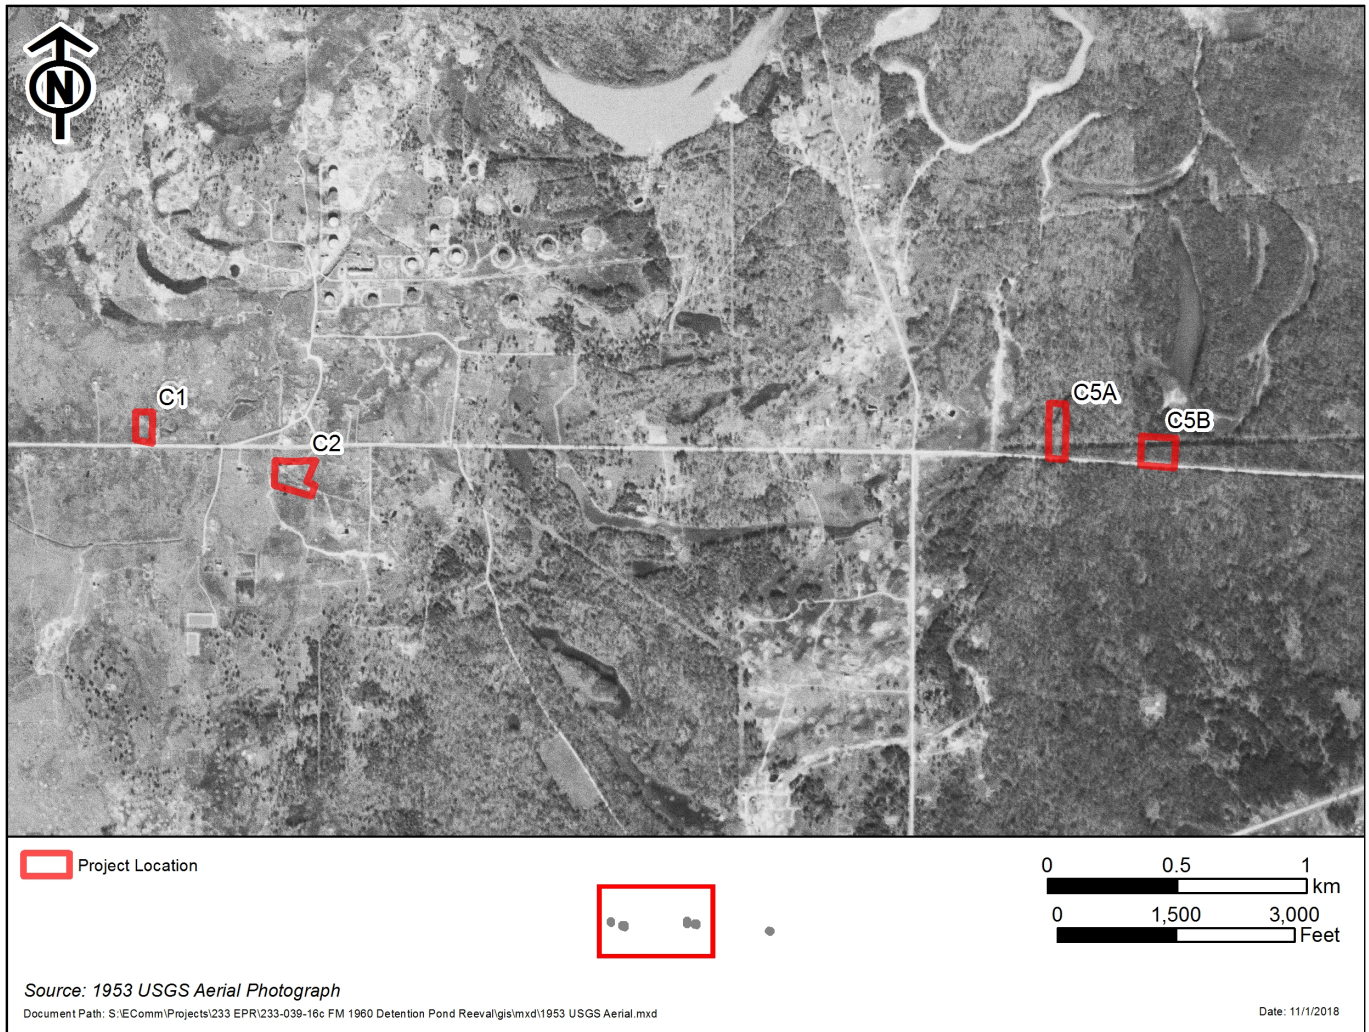 N
C1
C2
C5A
C5B
Project Location
0 0.5 1
km
0 1,500 3,000
Feet
Source: 1953 USGS Aerial Photograph
Document Path: S:\EComm\Projects\233 EPR\233-039-16c FM 1960 Detention Pond Reeval\gis\mxd\1953 USGS Aerial.mxd
Date: 11/1/2018